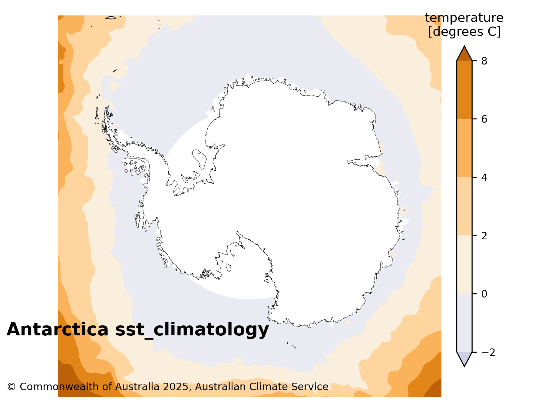 temperature
[degrees C]
8
6
4
2
0
−2
Antarctica sst_climatology
© Commonwealth of Australia 2025, Australian Climate Service